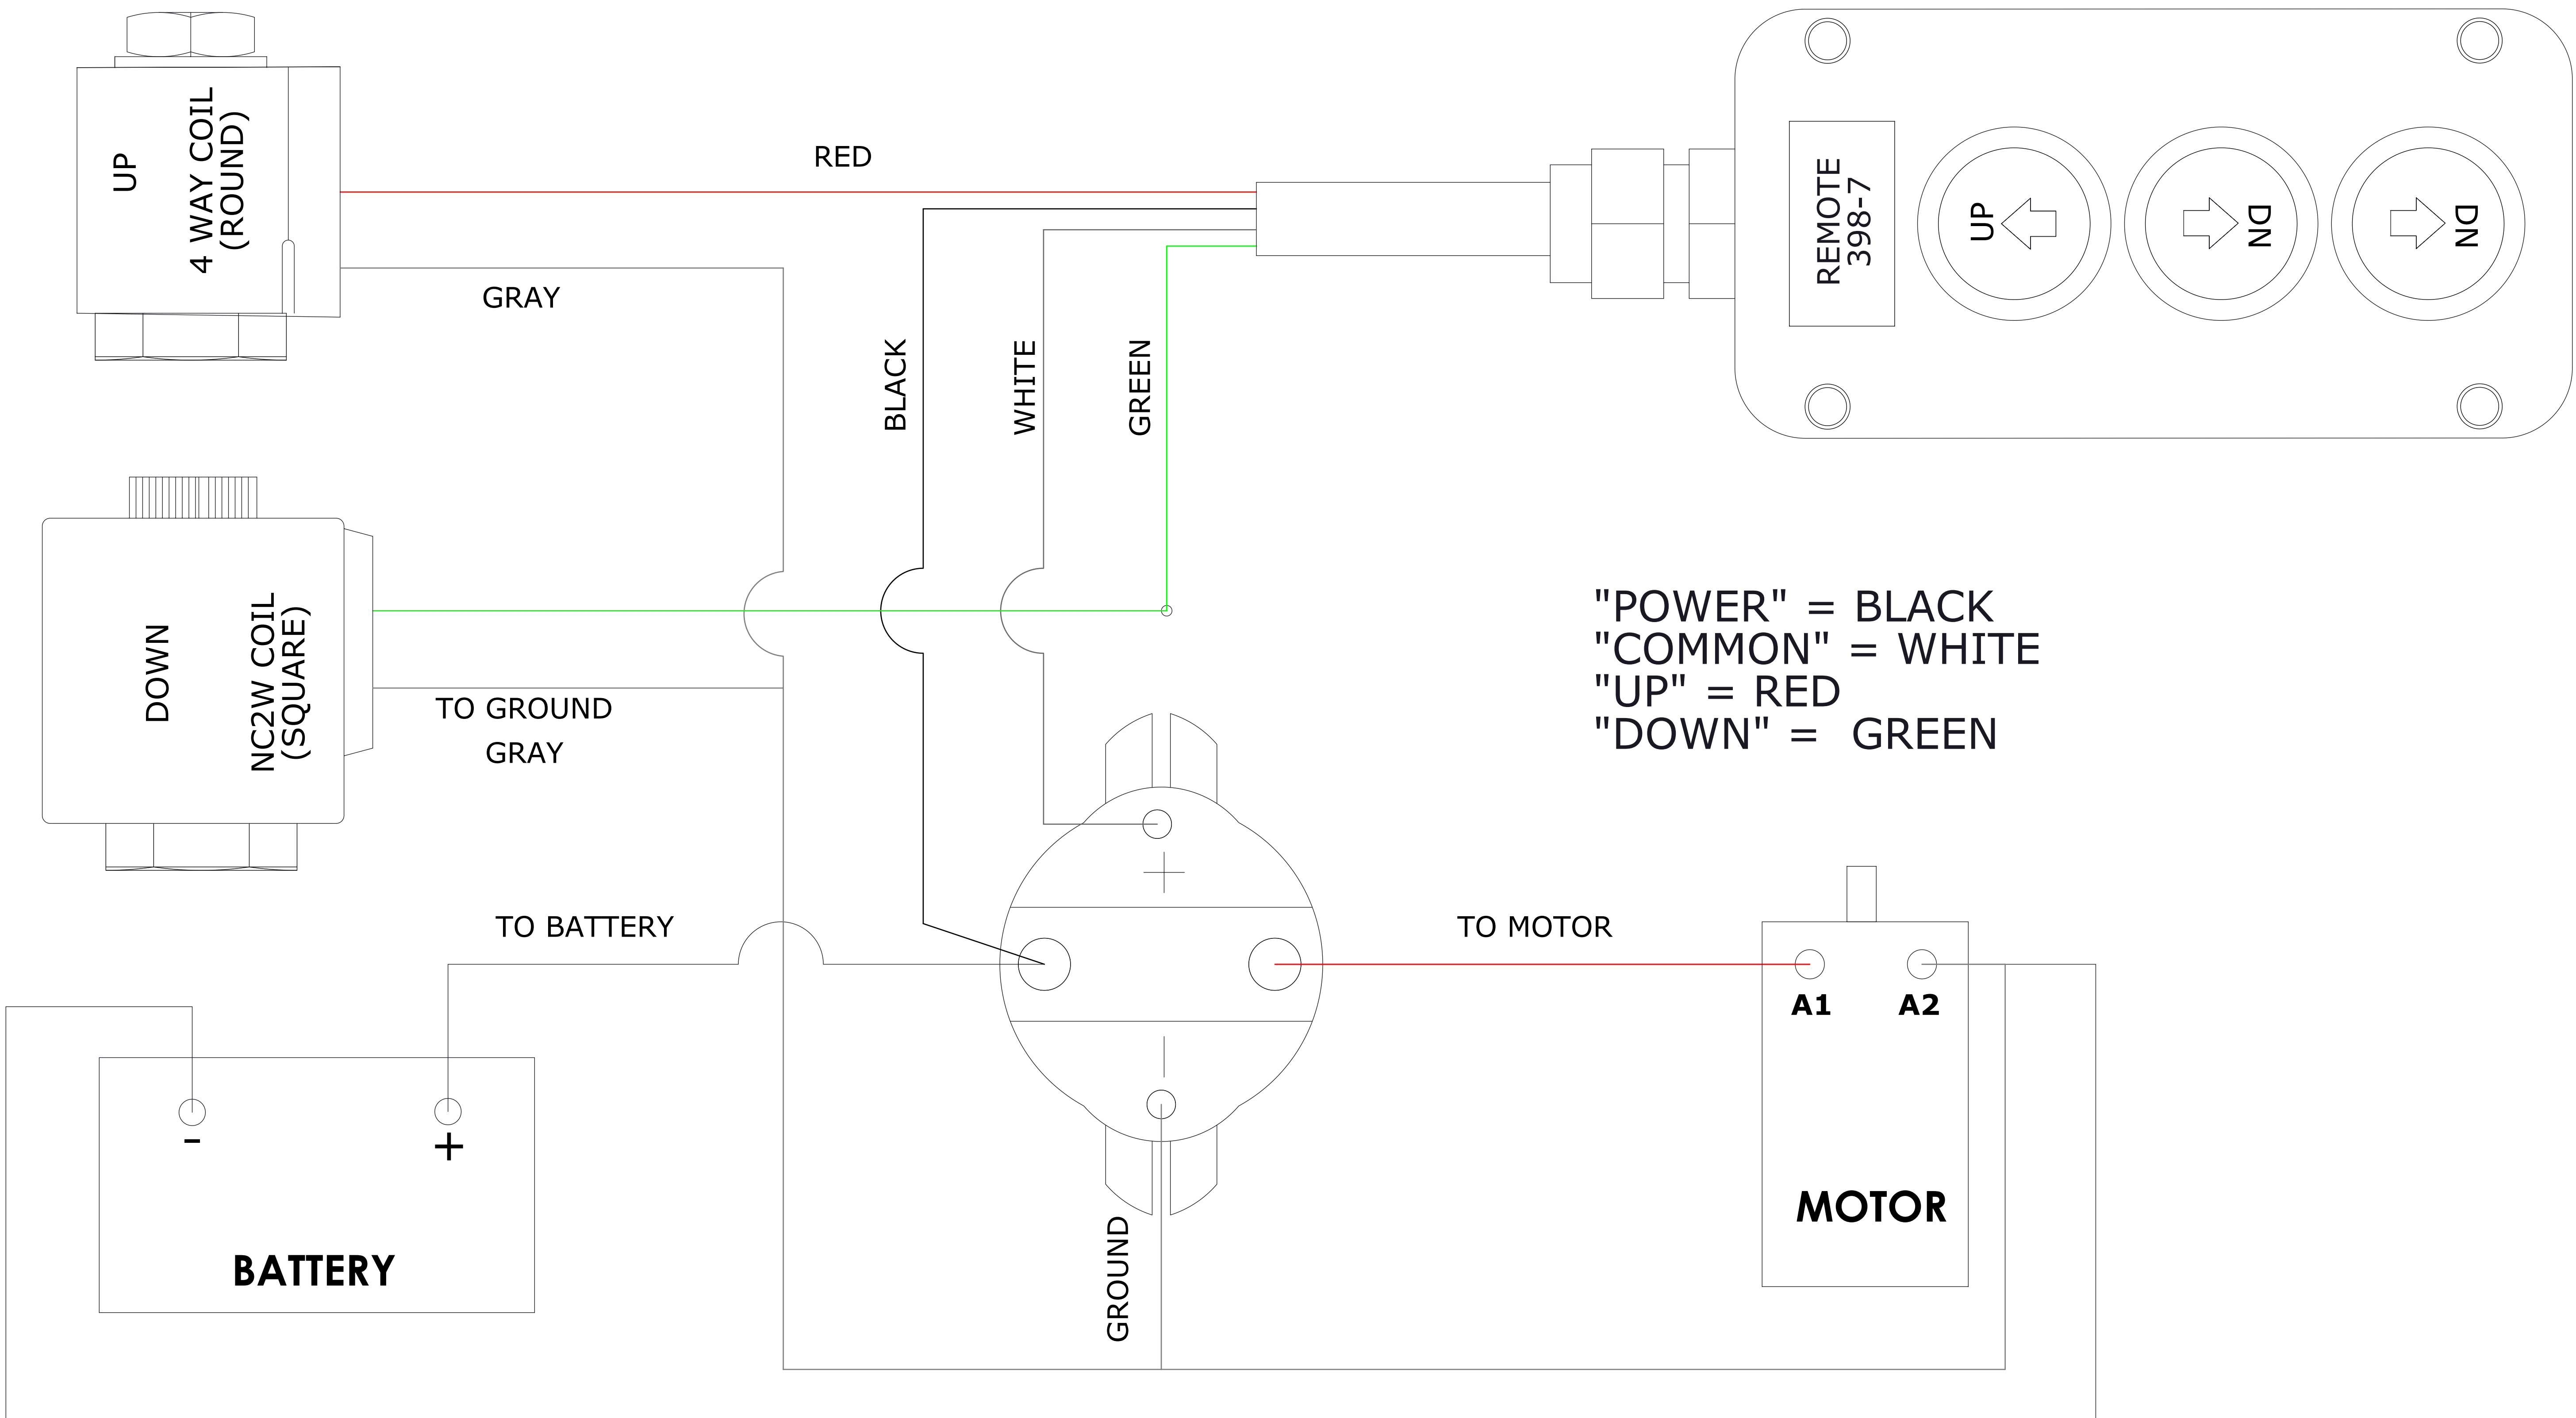 UP
4 WAY COIL
(ROUND)
RED
GRAY
BLACK
WHITE
GREEN
REMOTE
398-7
UP
DN
DN
DOWN
NC2W COIL
(SQUARE)
TO GROUND
GRAY
"POWER" = BLACK
"COMMON" = WHITE
"UP" = RED
"DOWN" = GREEN
TO BATTERY
+
TO MOTOR
A1
A2
-
+
BATTERY
—
GROUND
MOTOR